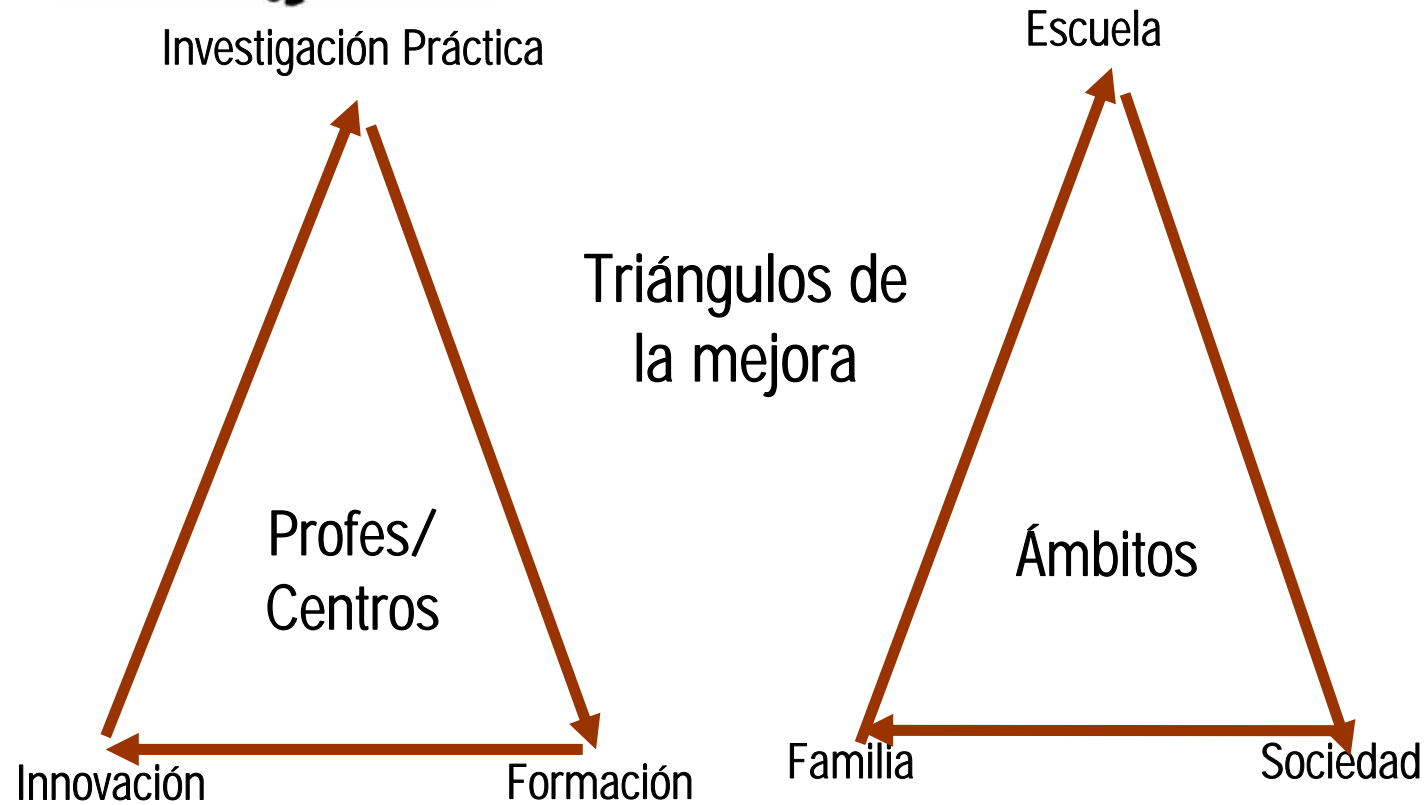 Investigación Práctica
Escuela
Triángulos de
la mejora
Profes/
Centros
Ámbitos
Innovación
Formación
Familia
Sociedad